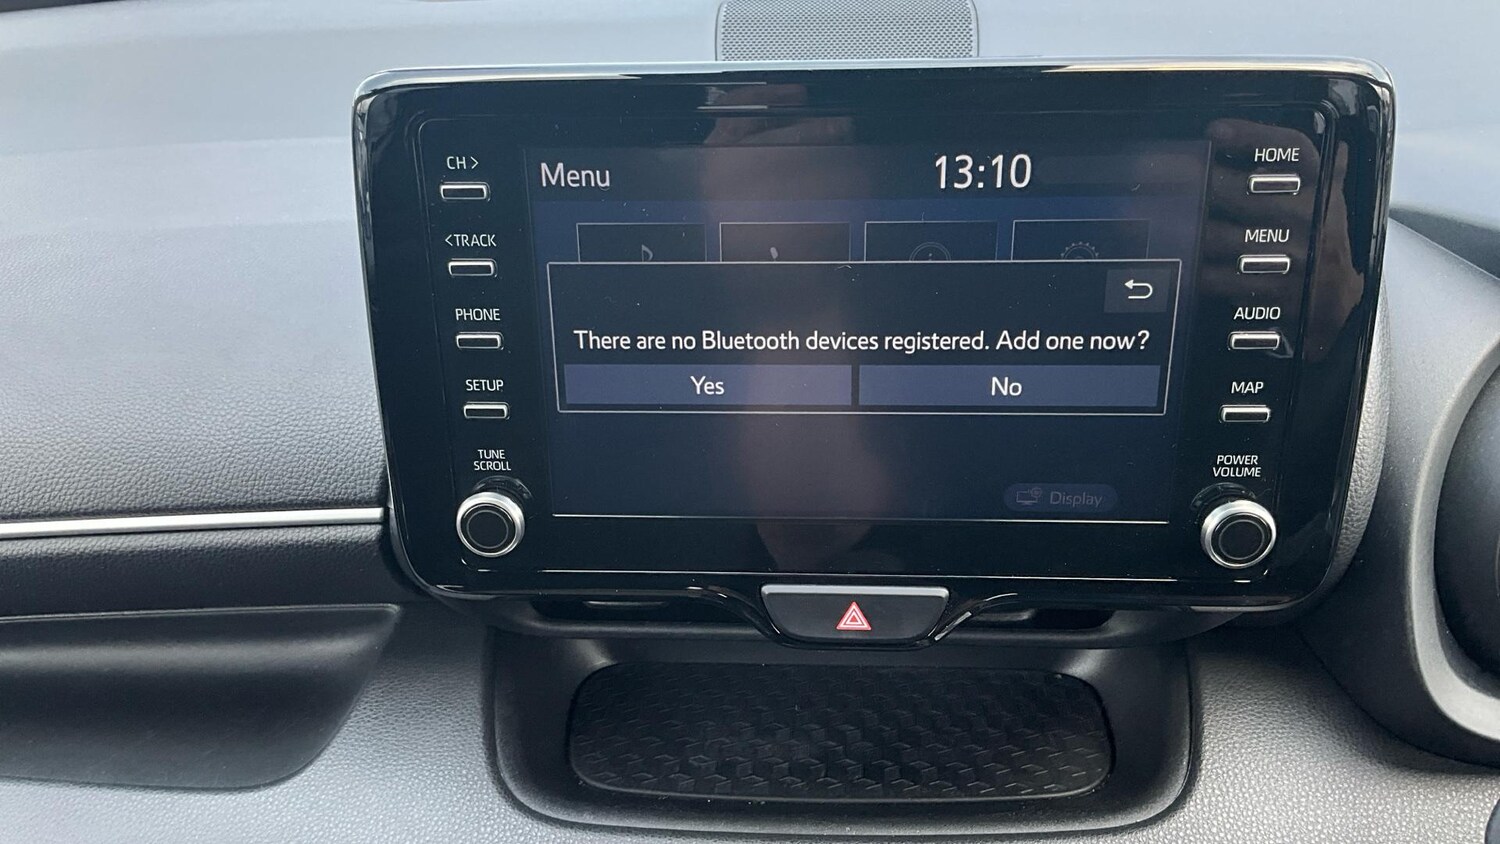 CH >
<TRACK
PHONE
SETUP
TUNE
SCROLL
Menu
13:10
There are no Bluetooth devices registered. Add one now?
Yes
No
Display
HOME
MENU
AUDIO
MAP
POWER
VOLUME